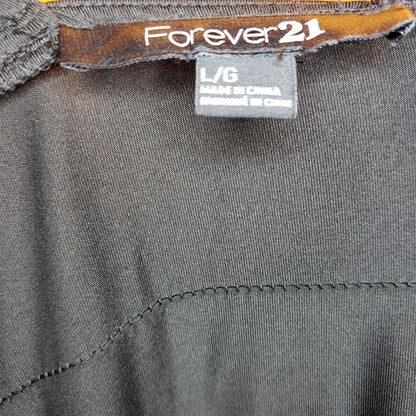 Forever21
L/G
MADE IN CHINA
FABRIQUÉ EN CHINE